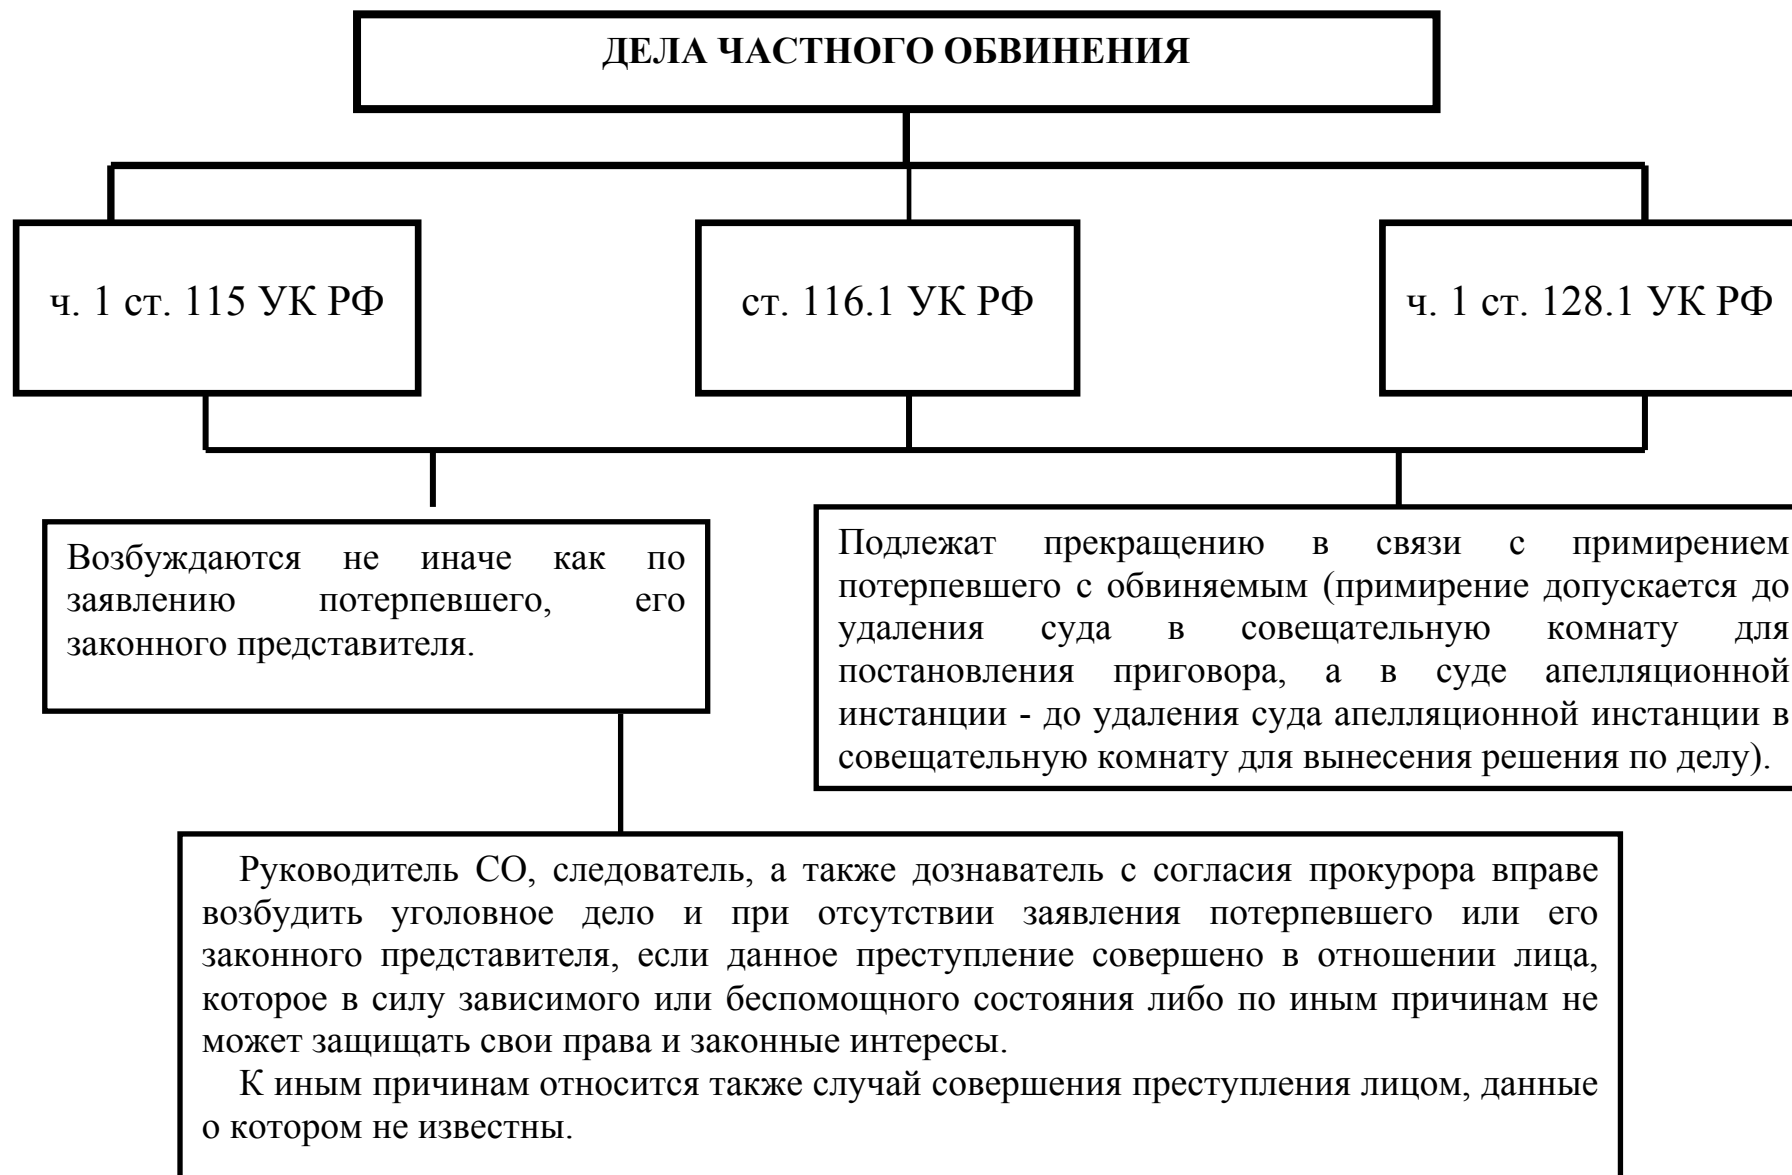 ДЕЛА ЧАСТНОГО ОБВИНЕНИЯ
ч. 1 ст. 115 УК РФ
ст. 116.1 УК РФ
ч. 1 ст. 128.1 УК РФ
Возбуждаются не иначе как по
заявлению потерпевшего, его
законного представителя.
Подлежат прекращению в связи с примирением
потерпевшего с обвиняемым (примирение допускается до
удаления суда в совещательную комнату для
постановления приговора, а в суде апелляционной
инстанции - до удаления суда апелляционной инстанции в
совещательную комнату для вынесения решения по делу).
Руководитель СО, следователь, а также дознаватель с согласия прокурора вправе
возбудить уголовное дело и при отсутствии заявления потерпевшего или его
законного представителя, если данное преступление совершено в отношении лица,
которое в силу зависимого или беспомощного состояния либо по иным причинам не
может защищать свои права и законные интересы.
К иным причинам относится также случай совершения преступления лицом, данные
о котором не известны.